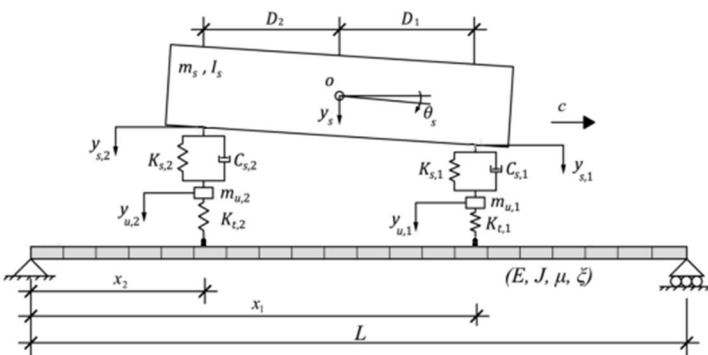 D₂ D₁
mₛ , Iₛ
o
yₛ θₛ
c
yₛ,₂ Kₛ,₂ Cₛ,₂
Kₛ,₁ Cₛ,₁ yₛ,₁
yᵤ,₂ mᵤ,₂
Kₜ,₂
yᵤ,₁ mᵤ,₁
Kₜ,₁
(E, J, μ, ξ)
x₂
x₁
L